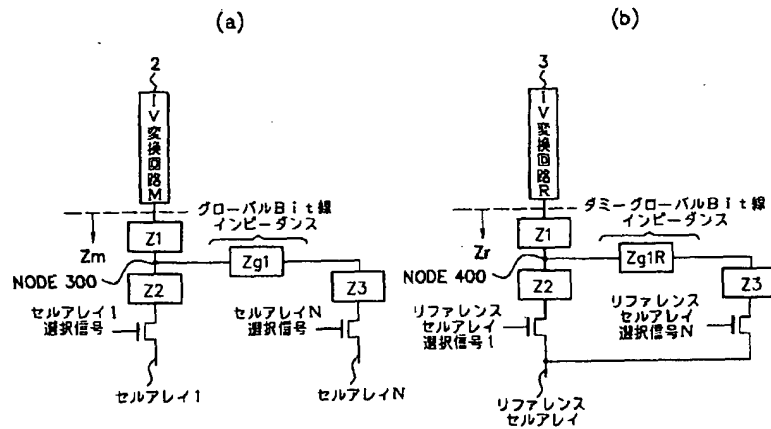 (a)
2
IV変換回路M
グローバルBit線
インピーダンス
Zm
Z1
Zg1
NODE 300
Z2
Z3
セルアレイ1
選択信号
セルアレイN
選択信号
セルアレイ1
セルアレイN
(b)
3
IV変換回路R
ダミーグローバルBit線
インピーダンス
Zr
Z1
Zg1R
NODE 400
Z2
Z3
リファレンス
セルアレイ
選択信号1
リファレンス
セルアレイ
選択信号N
リファレンス
セルアレイ